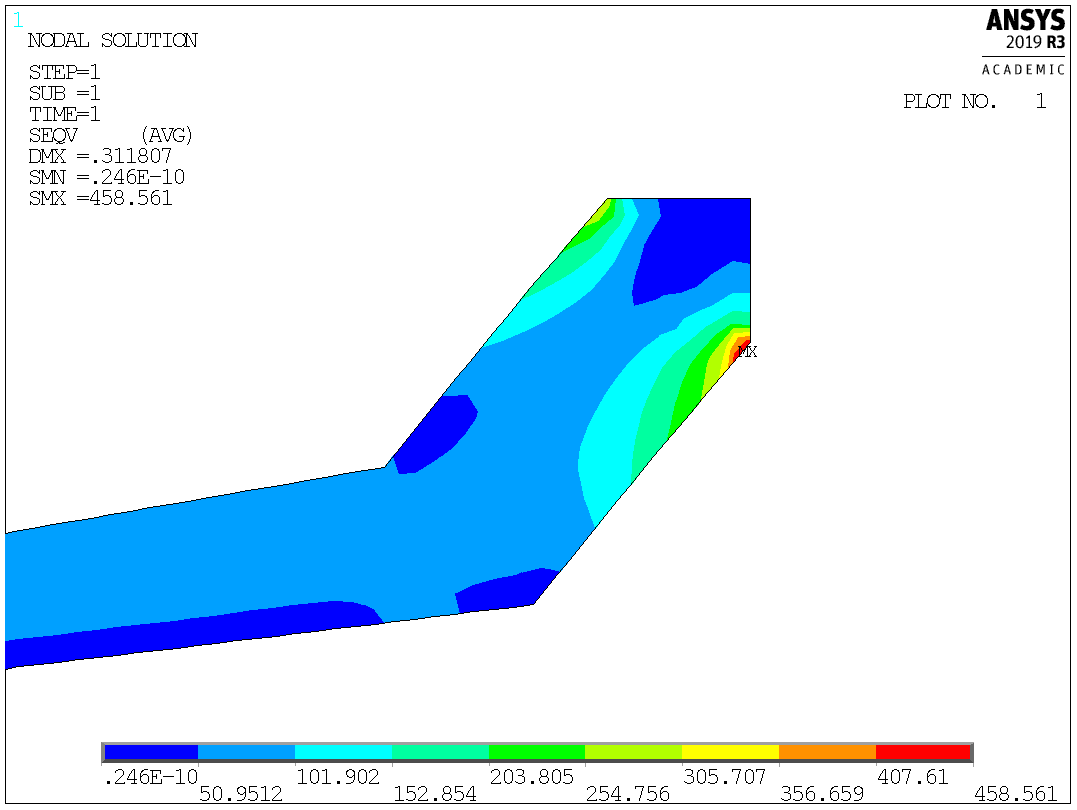 1
NODAL SOLUTION
STEP=1
SUB =1
TIME=1
SEQV (AVG)
DMX =.311807
SMN =.246E-10
SMX =458.561
ANSYS
2019 R3
ACADEMIC
PLOT NO. 1
MX
.246E-10 101.902 203.805 305.707 407.61
50.9512 152.854 254.756 356.659 458.561